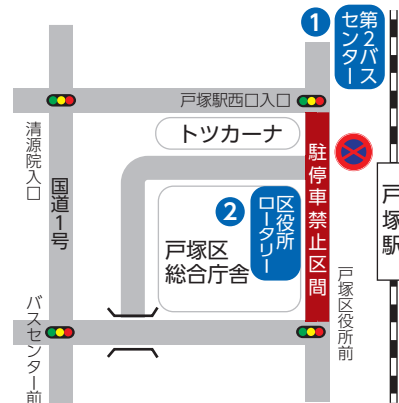 1
第2バス
センター
戸塚駅西口入口
清源院入口
トツカーナ
国道1号
駐停車禁止区間
2
区役所
ロータリー
戸塚区
総合庁舎
戸塚駅
戸塚区役所前
バスセンター前